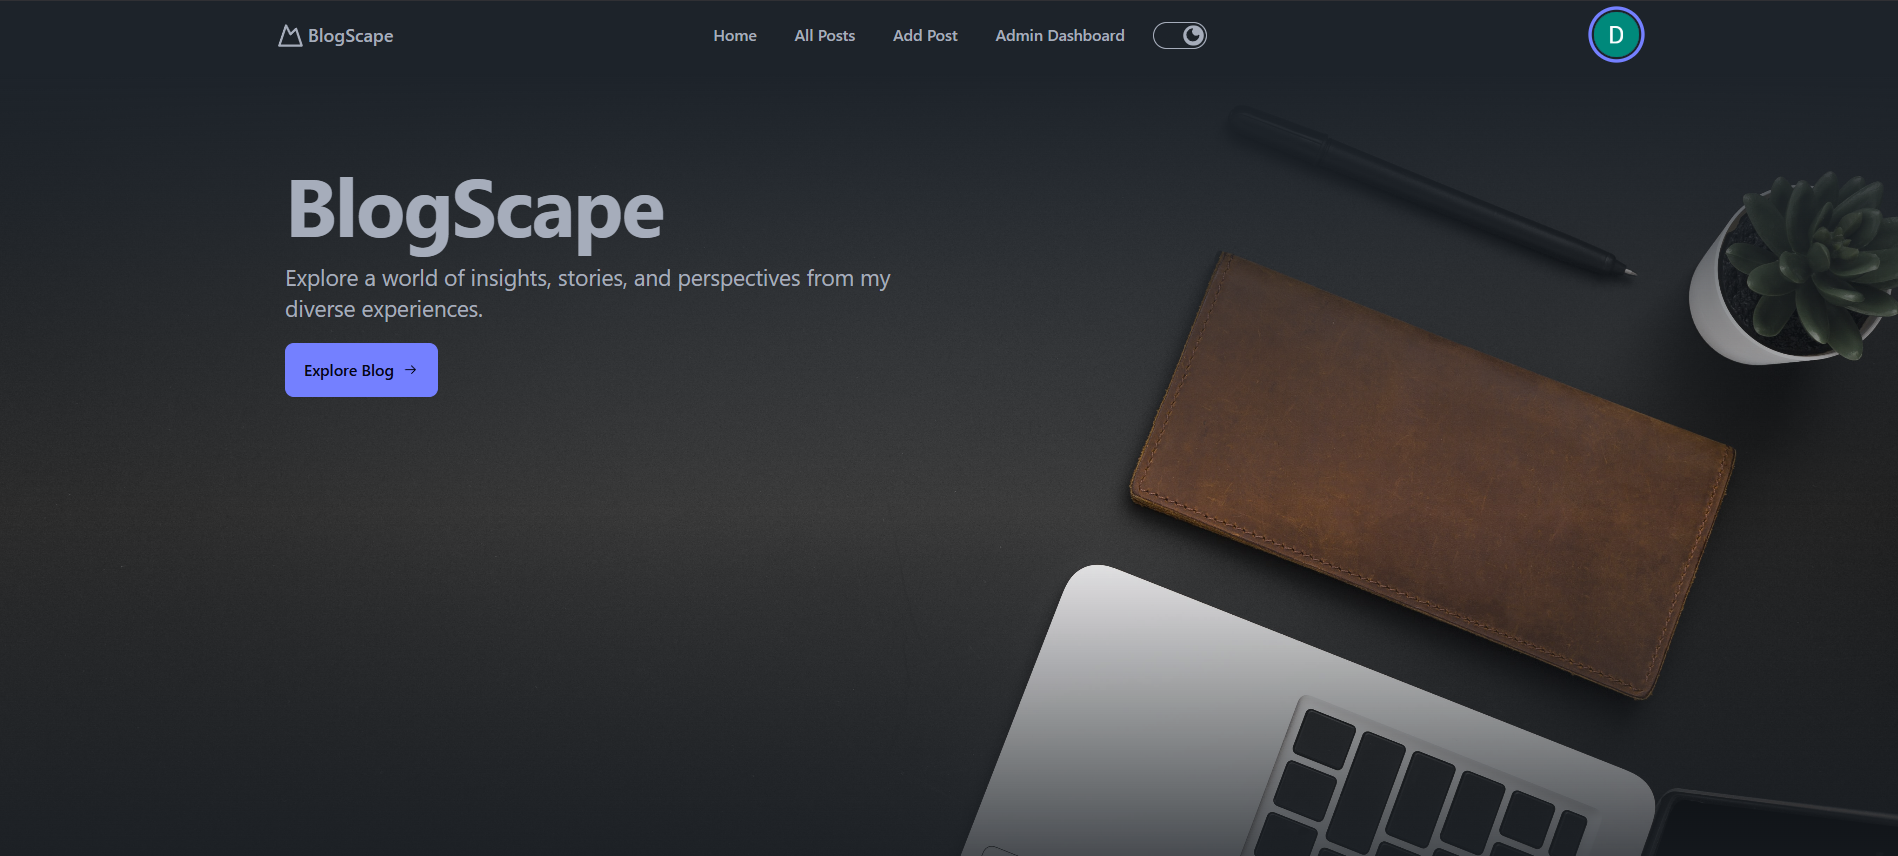 BlogScape
Home
All Posts
Add Post
Admin Dashboard
D
BlogScape
Explore a world of insights, stories, and perspectives from my
diverse experiences.
Explore Blog →